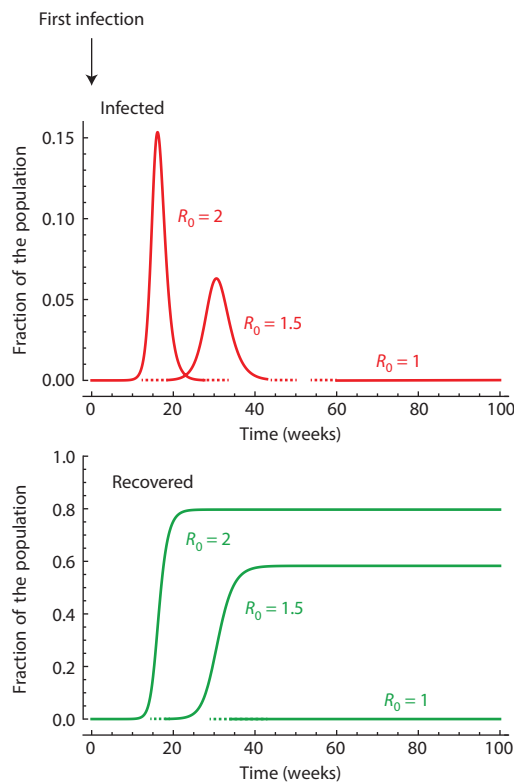 First infection
Infected
Fraction of the population
0.15
0.10
0.05
0.00
R0 = 2
R0 = 1.5
R0 = 1
0 20 40 60 80 100
Time (weeks)
Recovered
Fraction of the population
1.0
0.8
0.6
0.4
0.2
0.0
R0 = 2
R0 = 1.5
R0 = 1
0 20 40 60 80 100
Time (weeks)